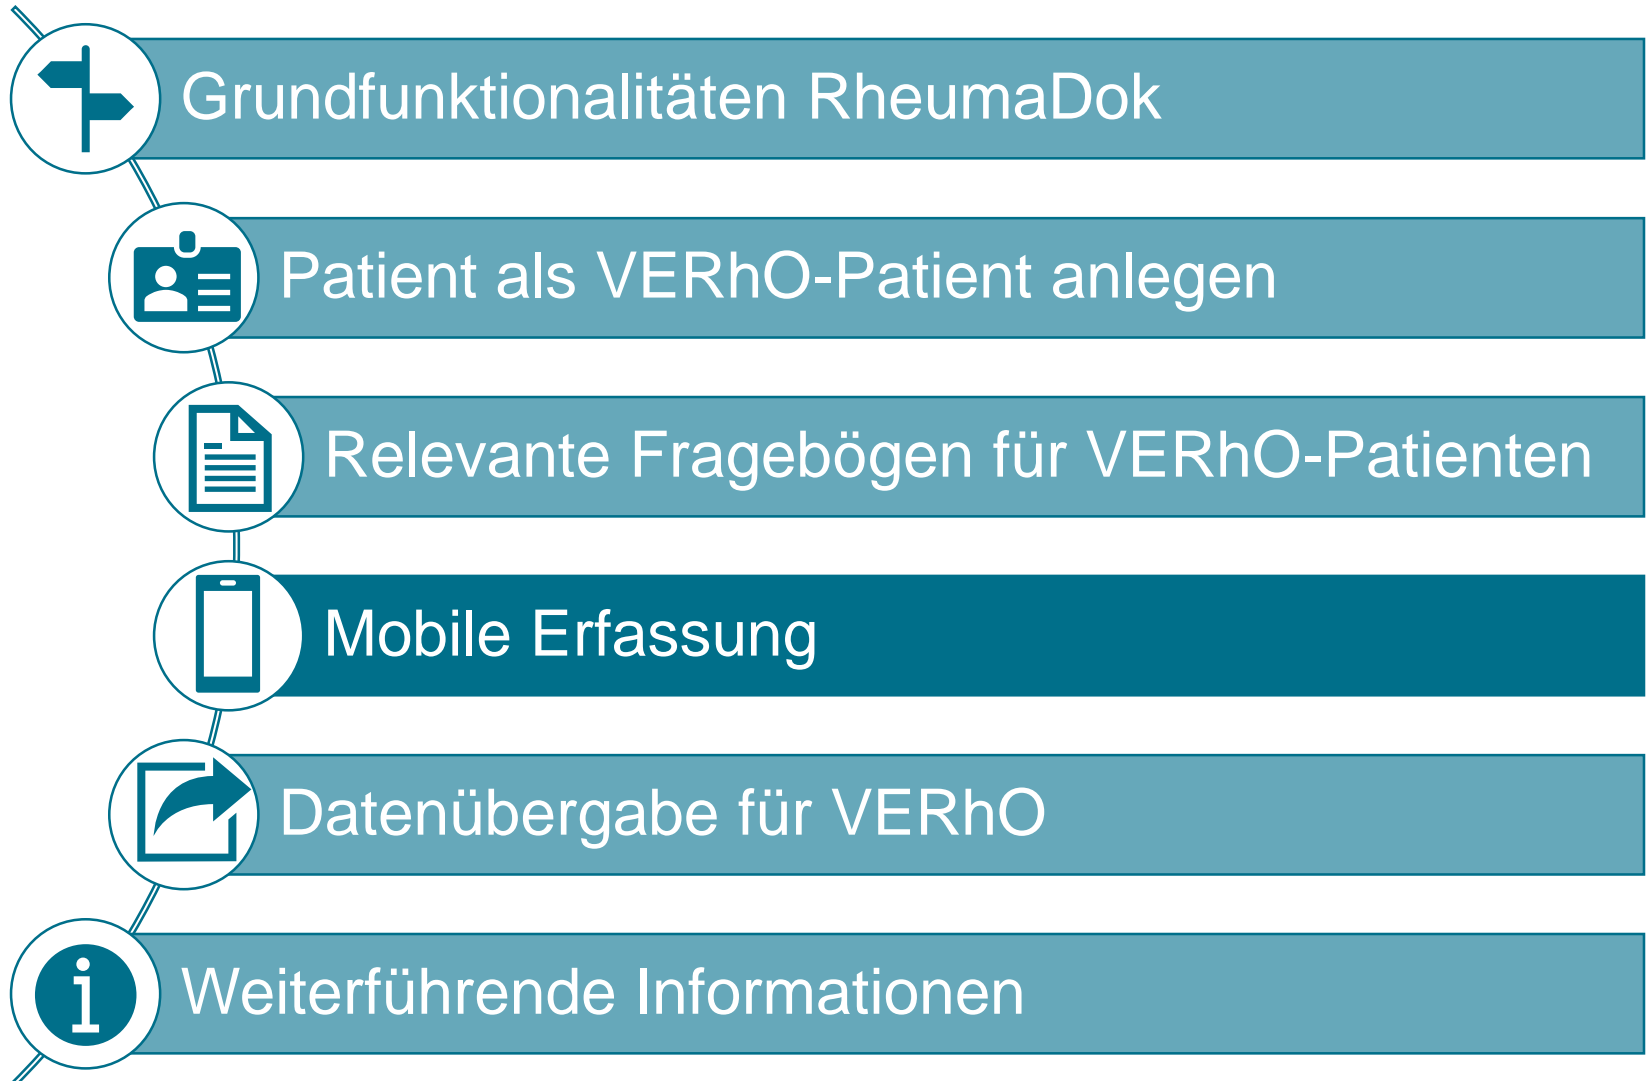 Grundfunktionalitäten RheumaDok
Patient als VERhO-Patient anlegen
Relevante Fragebögen für VERhO-Patienten
Mobile Erfassung
Datenübergabe für VERhO
Weiterführende Informationen